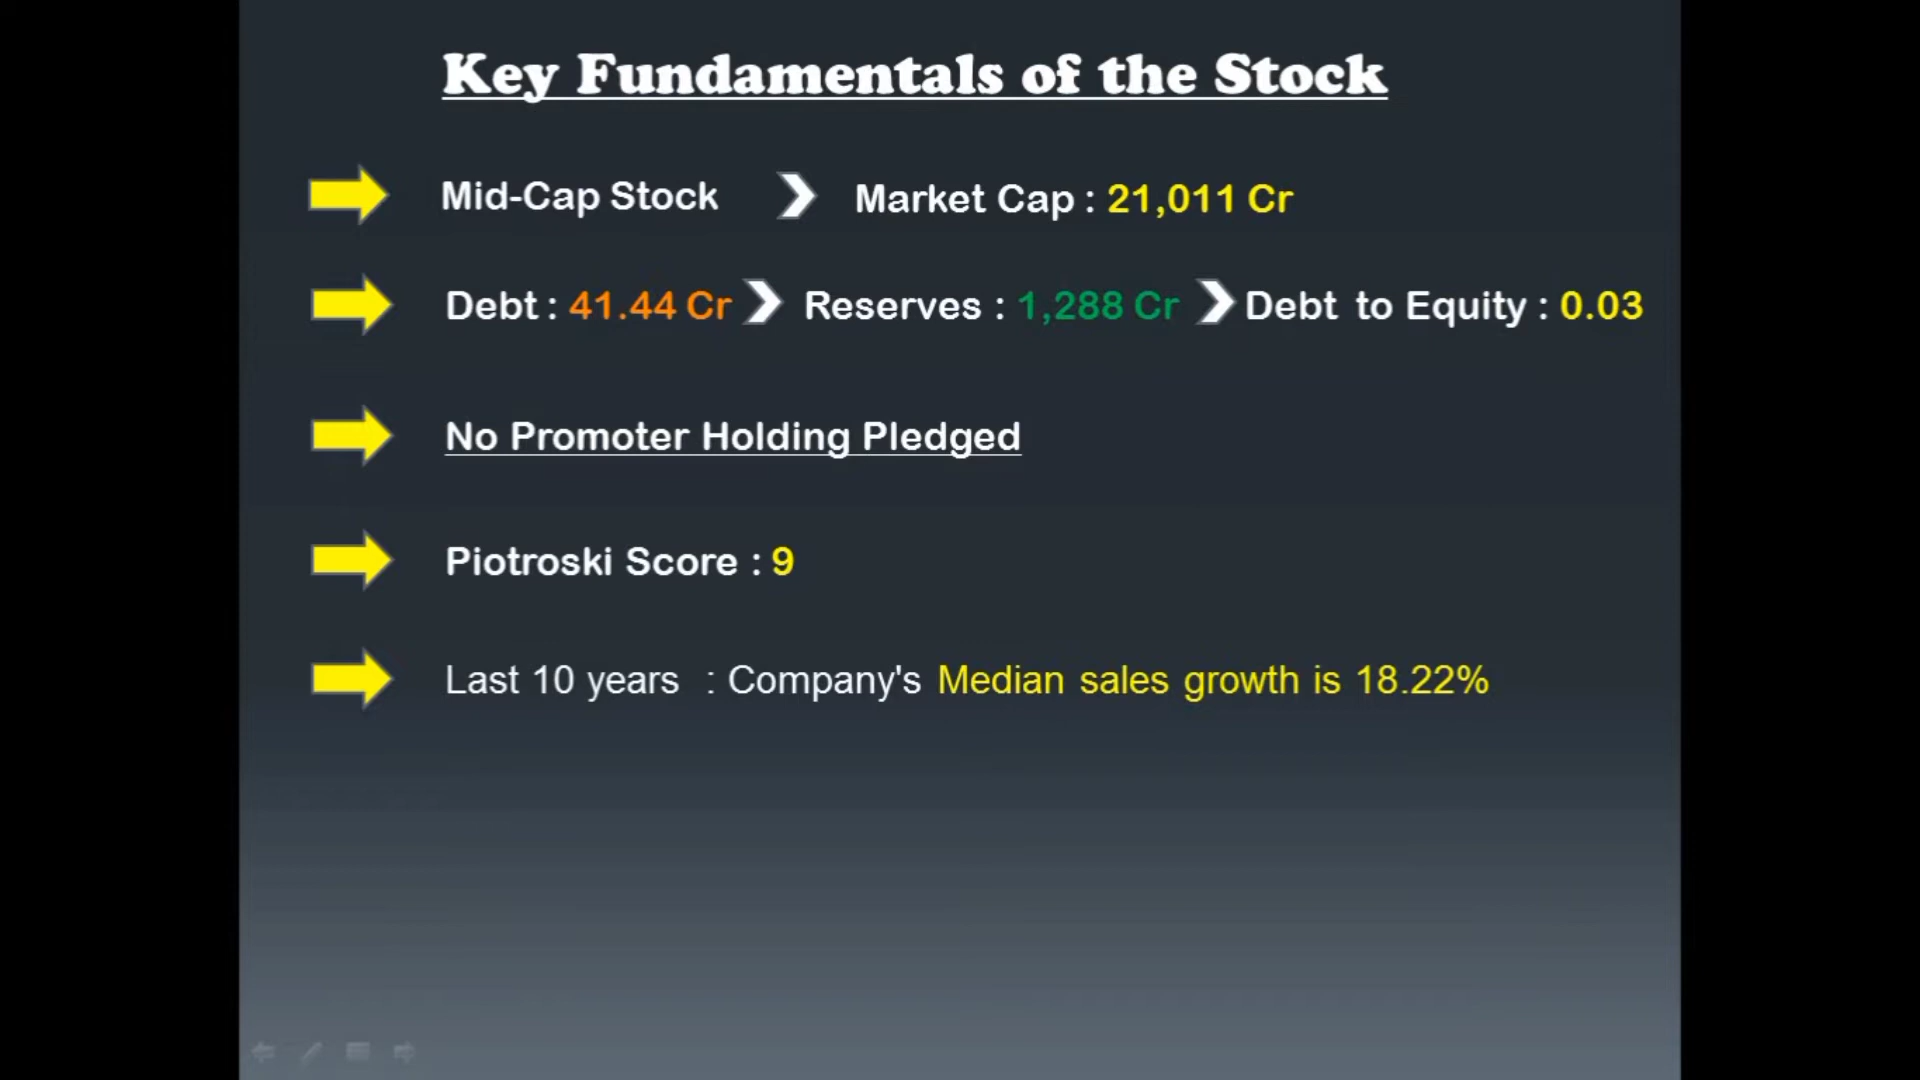 Key Fundamentals of the Stock
Mid-Cap Stock Market Cap : 21,011 Cr
Debt : 41.44 Cr Reserves : 1,288 Cr Debt to Equity : 0.03
No Promoter Holding Pledged
Piotroski Score : 9
Last 10 years : Company's Median sales growth is 18.22%